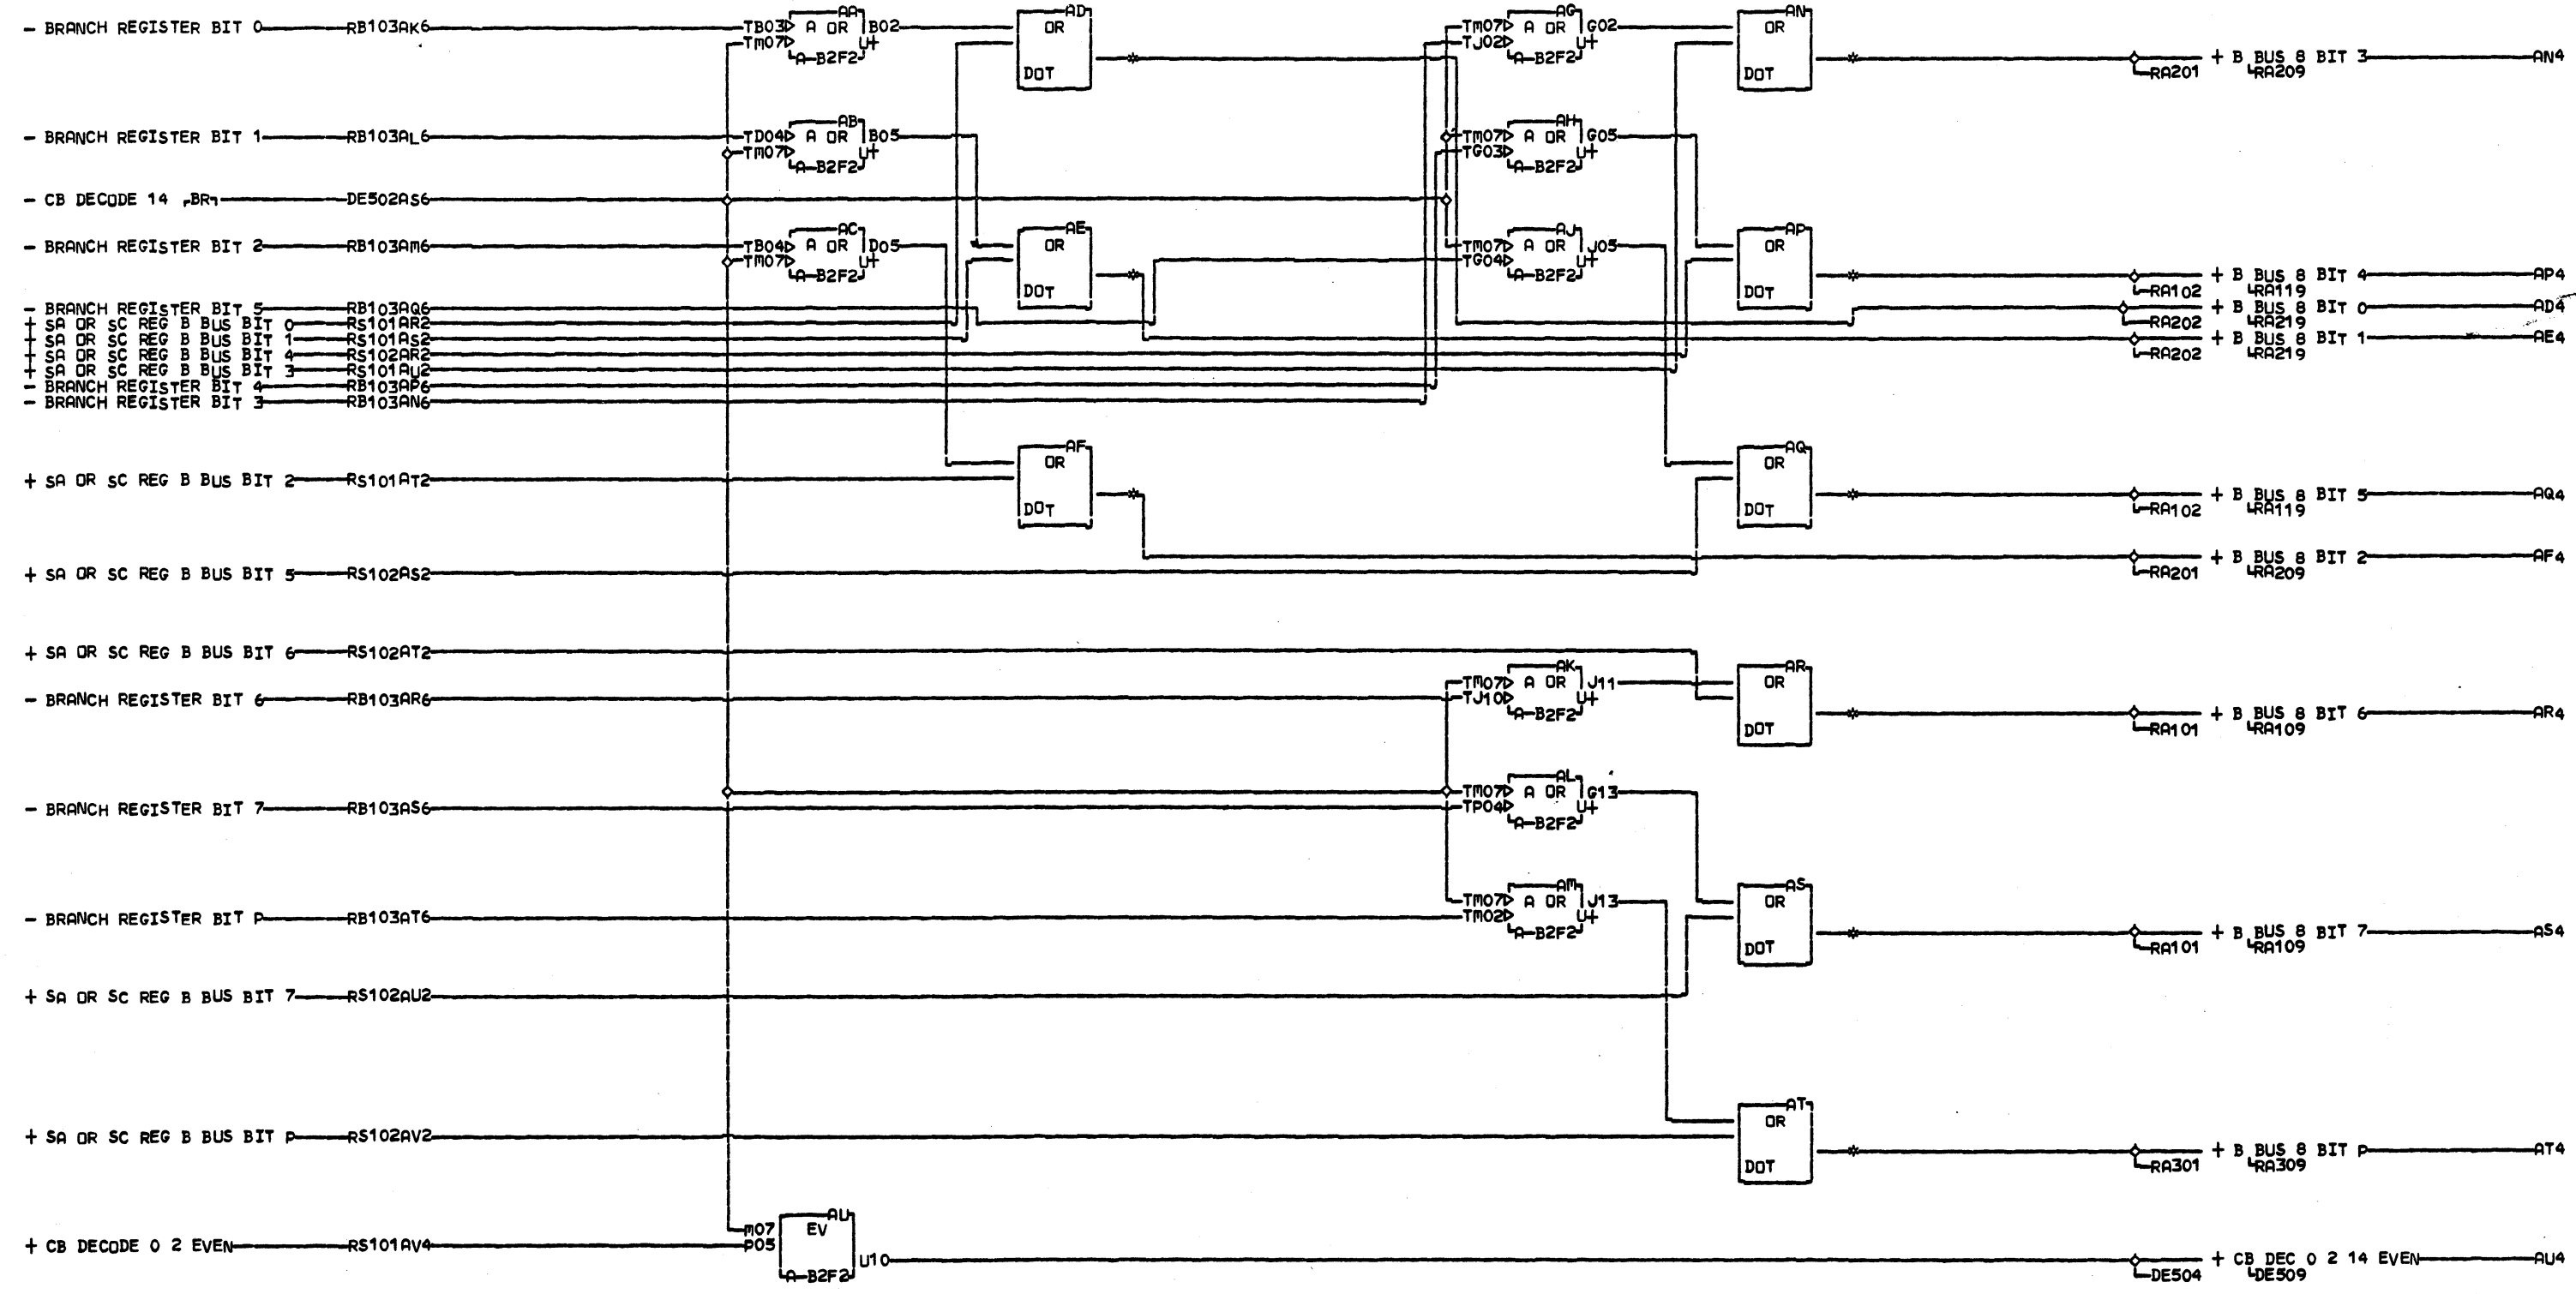 AA AD AG AN
- BRANCH REGISTER BIT 0 RB103AK6 TB03 A OR B02 OR TM07 A OR G02 OR
TM07 U+ TJ02 U+
A B2F2 A B2F2
DOT DOT
+ B BUS 8 BIT 3 AN4
RA201 RA209
AB AH
- BRANCH REGISTER BIT 1 RB103AL6 TD04 A OR B05 TM07 A OR G05
TM07 U+ TG03 U+
A B2F2 A B2F2
- CB DECODE 14 BR DE502AS6
AC AE AJ AP
- BRANCH REGISTER BIT 2 RB103AM6 TB04 A OR D05 OR TM07 A OR J05 OR
TM07 U+ TG04 U+
A B2F2 A B2F2
DOT DOT
+ B BUS 8 BIT 4 AP4
RA102 RA119
- BRANCH REGISTER BIT 5 RB103AQ6 + B BUS 8 BIT 0 AD4
+ SA OR SC REG B BUS BIT 0 RS101AR2 RA202 RA219
+ SA OR SC REG B BUS BIT 1 RS101AS2 + B BUS 8 BIT 1 AE4
+ SA OR SC REG B BUS BIT 4 RS102AR2 RA202 RA219
+ SA OR SC REG B BUS BIT 3 RS101AU2
- BRANCH REGISTER BIT 4 RB103AP6
- BRANCH REGISTER BIT 3 RB103AN6
AF AQ
OR OR
+ SA OR SC REG B BUS BIT 2 RS101AT2
+ B BUS 8 BIT 5 AQ4
DOT DOT RA102 RA119
+ B BUS 8 BIT 2 AF4
+ SA OR SC REG B BUS BIT 5 RS102AS2 RA201 RA209
+ SA OR SC REG B BUS BIT 6 RS102AT2
AK AR
TM07 A OR J11 OR
- BRANCH REGISTER BIT 6 RB103AR6 TJ10 U+
A B2F2 + B BUS 8 BIT 6 AR4
DOT RA101 RA109
AL
TM07 A OR G13
- BRANCH REGISTER BIT 7 RB103AS6 TP04 U+
A B2F2
AM AS
TM07 A OR J13 OR
- BRANCH REGISTER BIT P RB103AT6 TM02 U+
A B2F2 + B BUS 8 BIT 7 AS4
DOT RA101 RA109
+ SA OR SC REG B BUS BIT 7 RS102AU2
AT
OR
+ SA OR SC REG B BUS BIT P RS102AV2
+ B BUS 8 BIT P AT4
DOT RA301 RA309
AU
M07 EV
+ CB DECODE 0 2 EVEN RS101AV4 P05
U10 + CB DEC 0 2 14 EVEN AU4
A B2F2 DE504 DE509